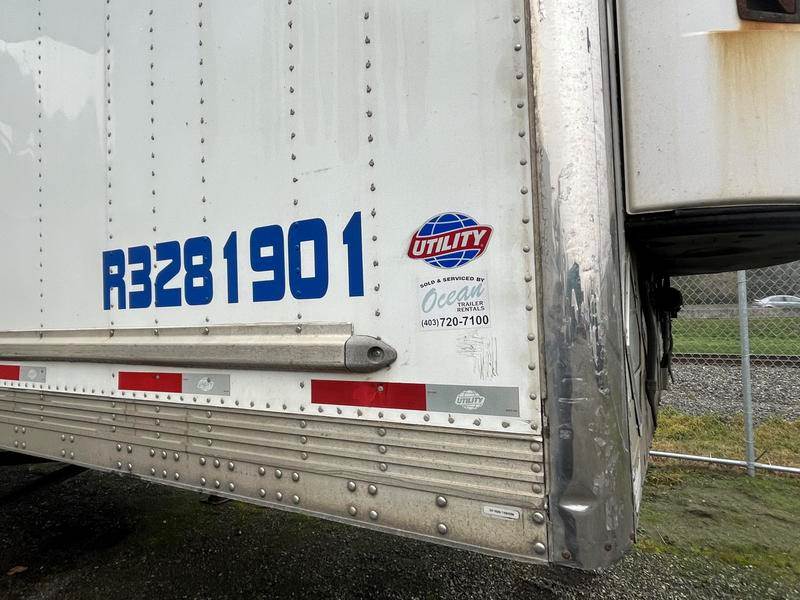 R3281901
UTILITY
SOLD & SERVICED BY
Ocean
TRAILER
RENTALS
(403) 720-7100
UTILITY